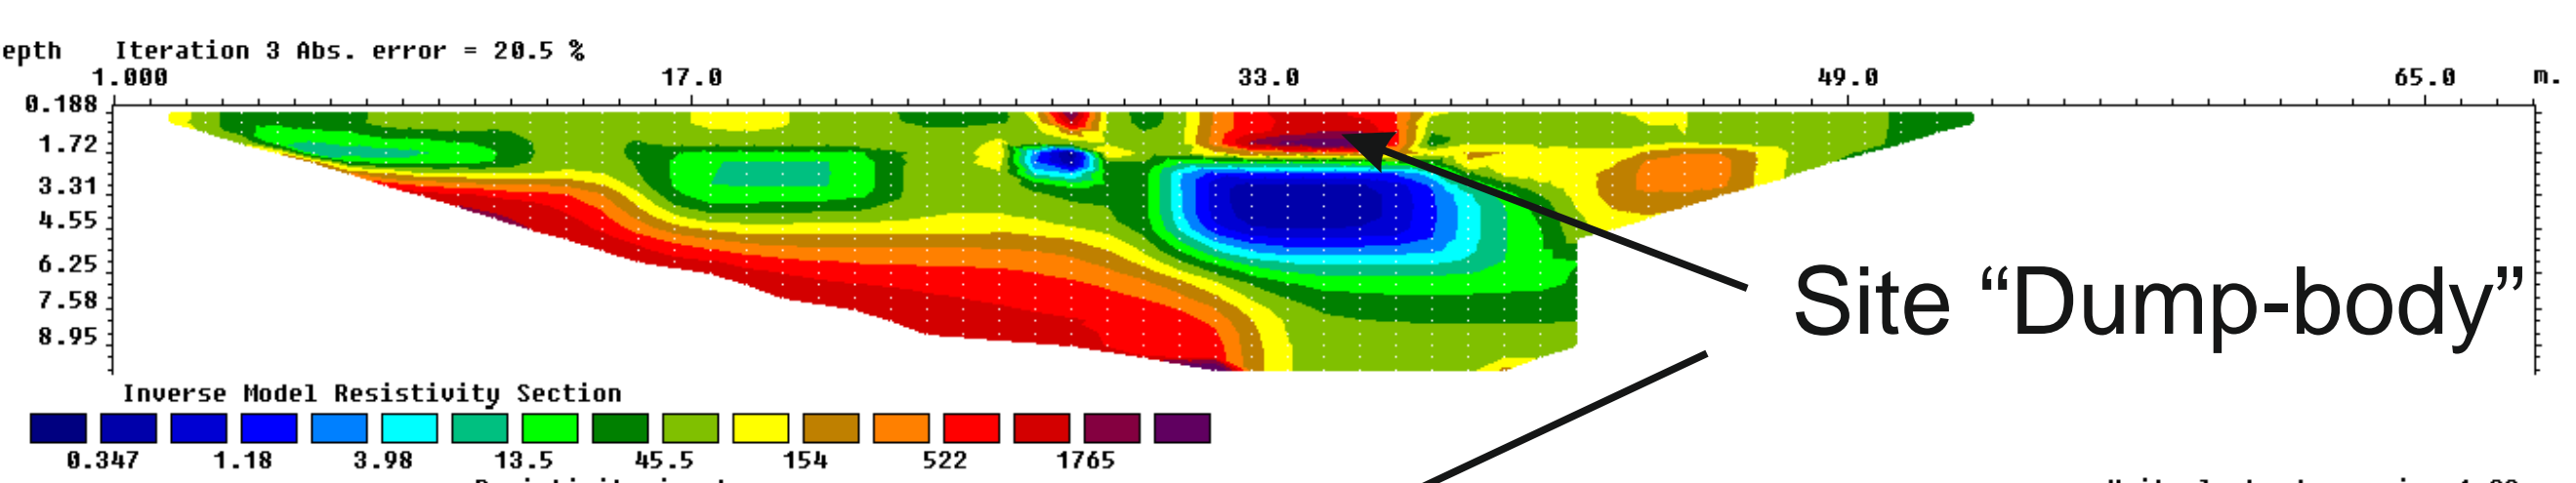 epth Iteration 3 Abs. error = 20.5 %
1.000 17.0 33.0 49.0 65.0 m.
0.188
1.72
3.31
4.55
6.25
7.58
8.95
Site “Dump-body”
Inverse Model Resistivity Section
0.347 1.18 3.98 13.5 45.5 154 522 1765